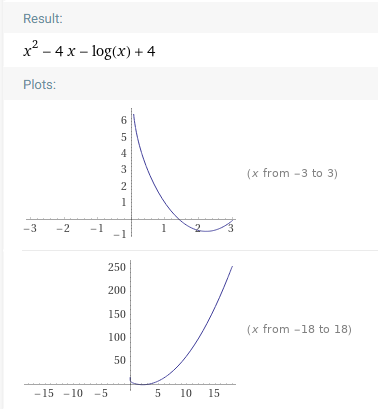 Result:
x² − 4 x − log(x) + 4
Plots:
6
5
4
3
2
1
−3 −2 −1 1 2 3
−1
(x from −3 to 3)
250
200
150
100
50
−15 −10 −5 5 10 15
(x from −18 to 18)